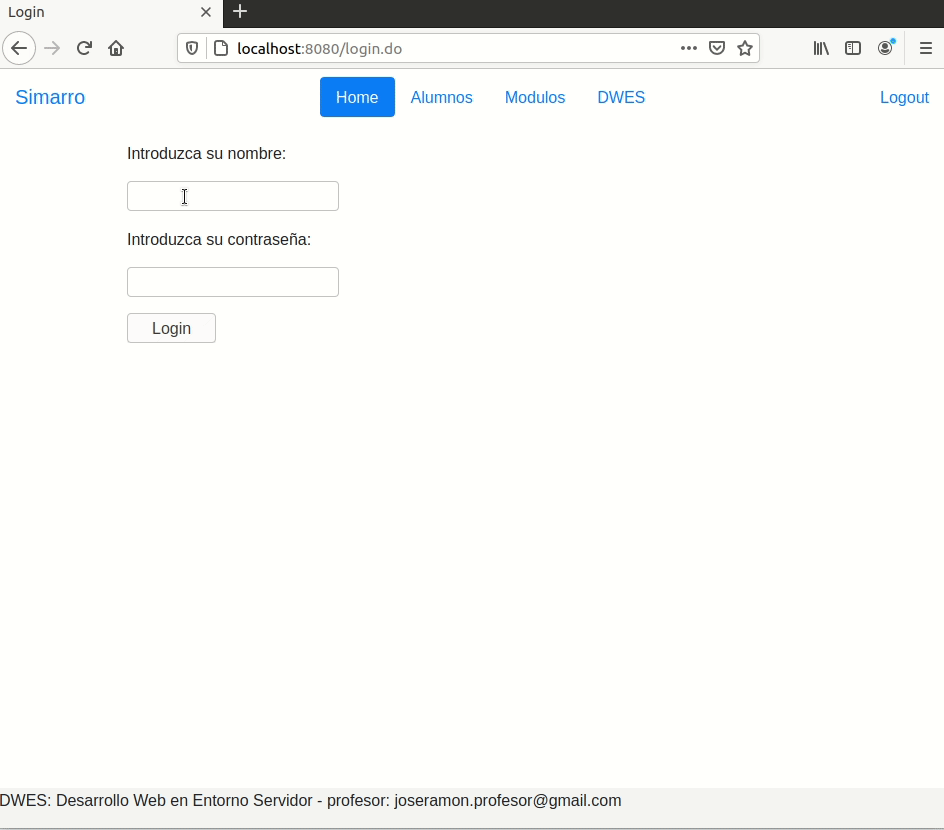 Login
localhost:8080/login.do
Simarro Home Alumnos Modulos DWES Logout
Introduzca su nombre:
Introduzca su contraseña:
Login
DWES: Desarrollo Web en Entorno Servidor - profesor: joseramon.profesor@gmail.com